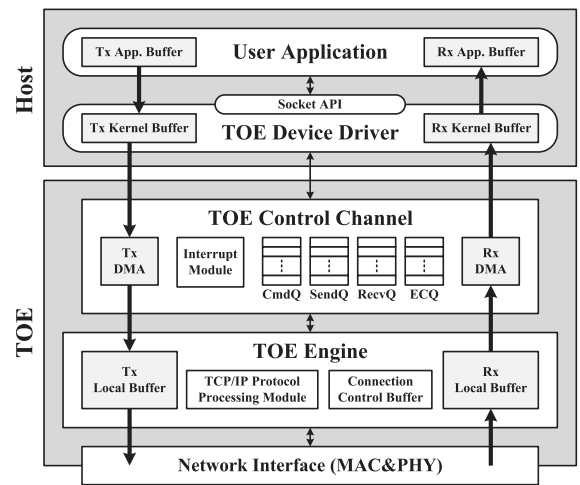 Host
Tx App. Buffer
User Application
Rx App. Buffer
Socket API
Tx Kernel Buffer
TOE Device Driver
Rx Kernel Buffer
TOE
TOE Control Channel
Tx
DMA
Interrupt
Module
CmdQ
SendQ
RecvQ
ECQ
Rx
DMA
TOE Engine
Tx
Local Buffer
TCP/IP Protocol
Processing Module
Connection
Control Buffer
Rx
Local Buffer
Network Interface (MAC&PHY)